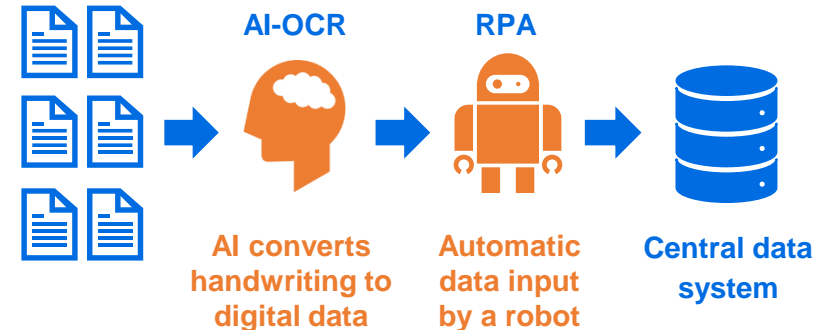 AI-OCR
RPA
AI converts
handwriting to
digital data
Automatic
data input
by a robot
Central data
system